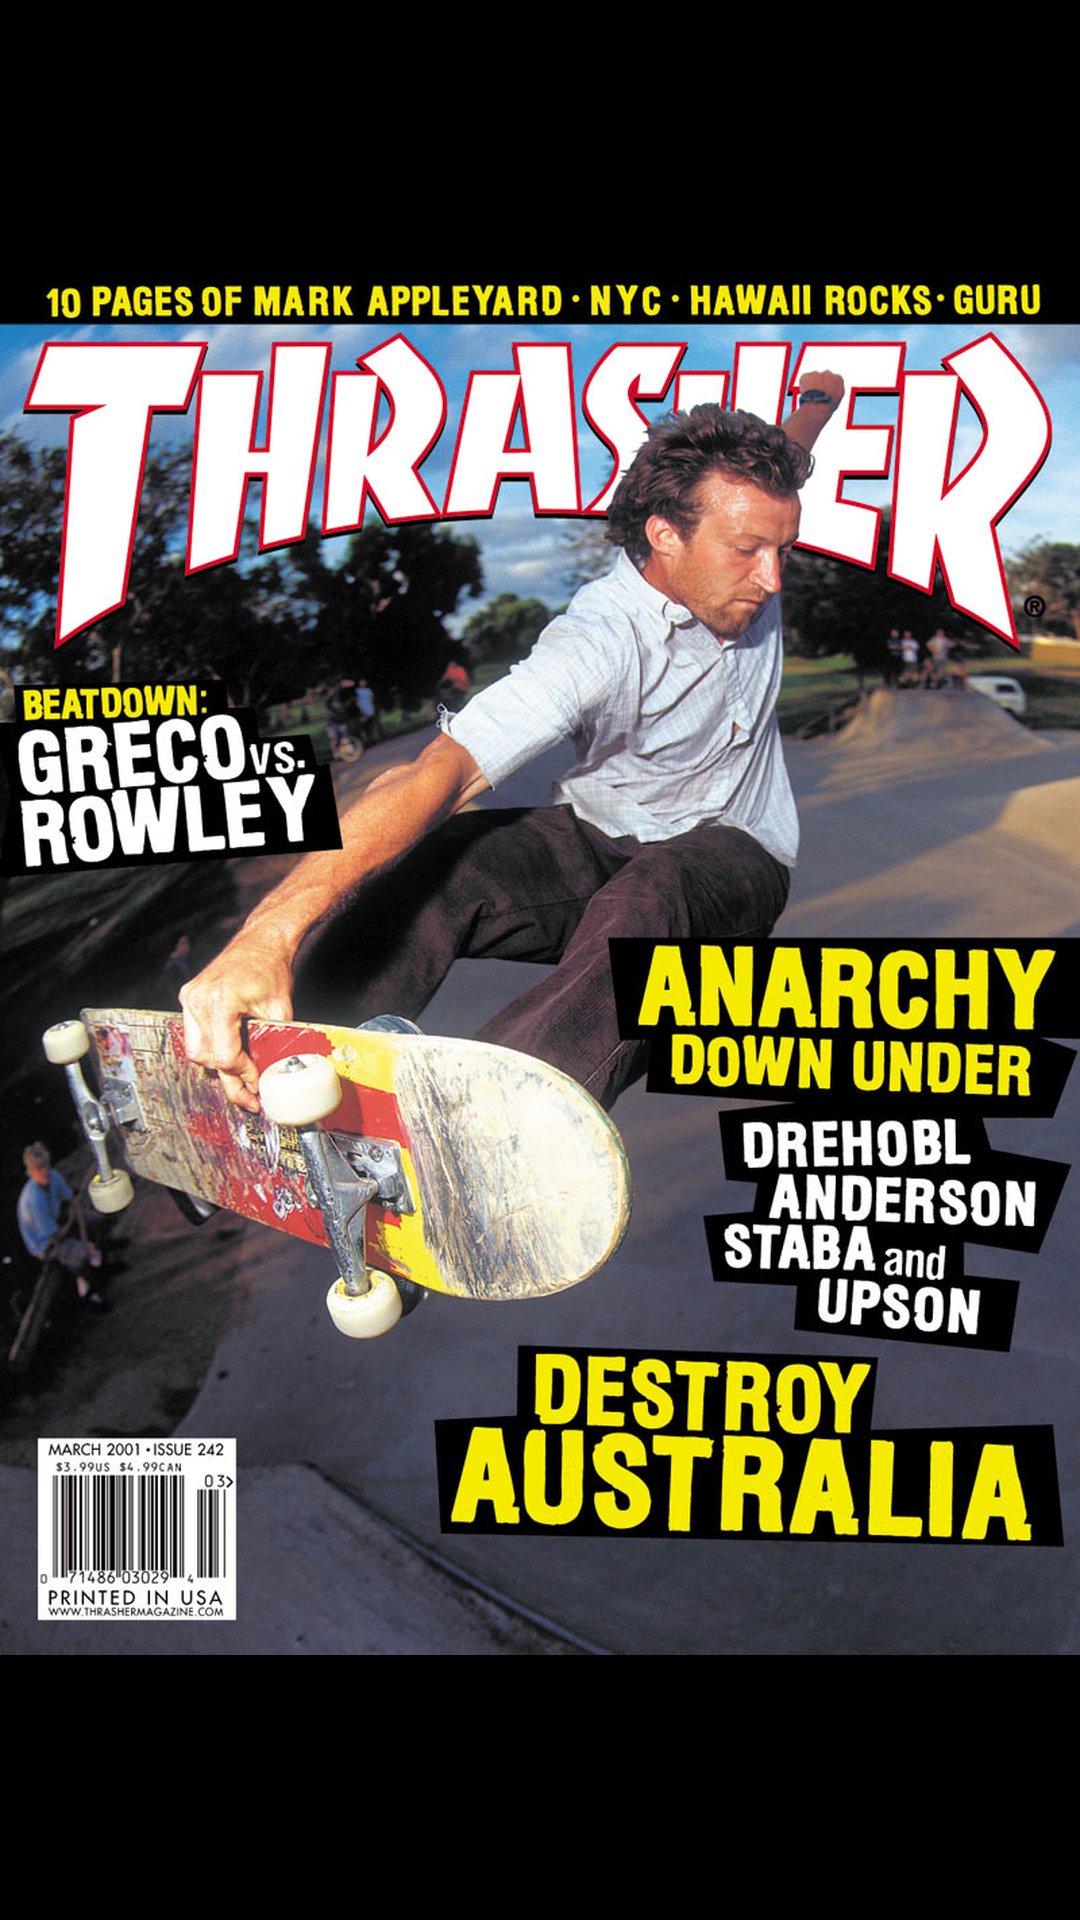 10 PAGES OF MARK APPLEYARD · NYC · HAWAII ROCKS · GURU
THRASHER
®
BEATDOWN:
GRECO VS.
ROWLEY
ANARCHY
DOWN UNDER
DREHOBL
ANDERSON
STABA and
UPSON
DESTROY
AUSTRALIA
MARCH 2001 • ISSUE 242
$3.99US $4.99CAN
03>
0 71486 03029 4
PRINTED IN USA
WWW.THRASHERMAGAZINE.COM